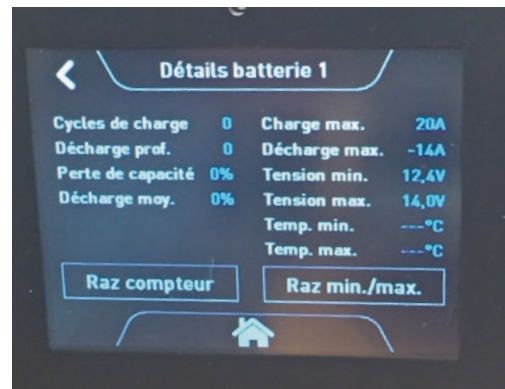 Détails batterie 1
Cycles de charge 0
Décharge prof. 0
Perte de capacité 0%
Décharge moy. 0%
Charge max. 20A
Décharge max. -14A
Tension min. 12,4V
Tension max. 14,0V
Temp. min. ---°C
Temp. max. ---°C
Raz compteur
Raz min./max.